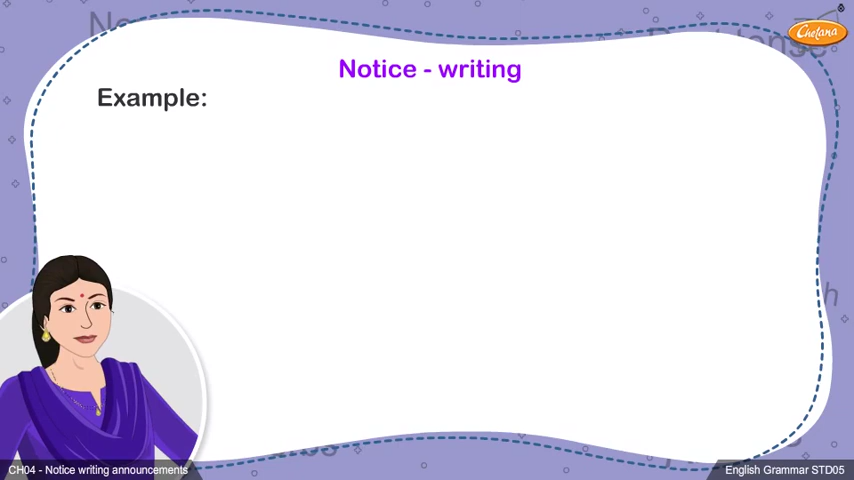 Chetana
Notice - writing
Example:
CH04 - Notice writing announcements
English Grammar STD05